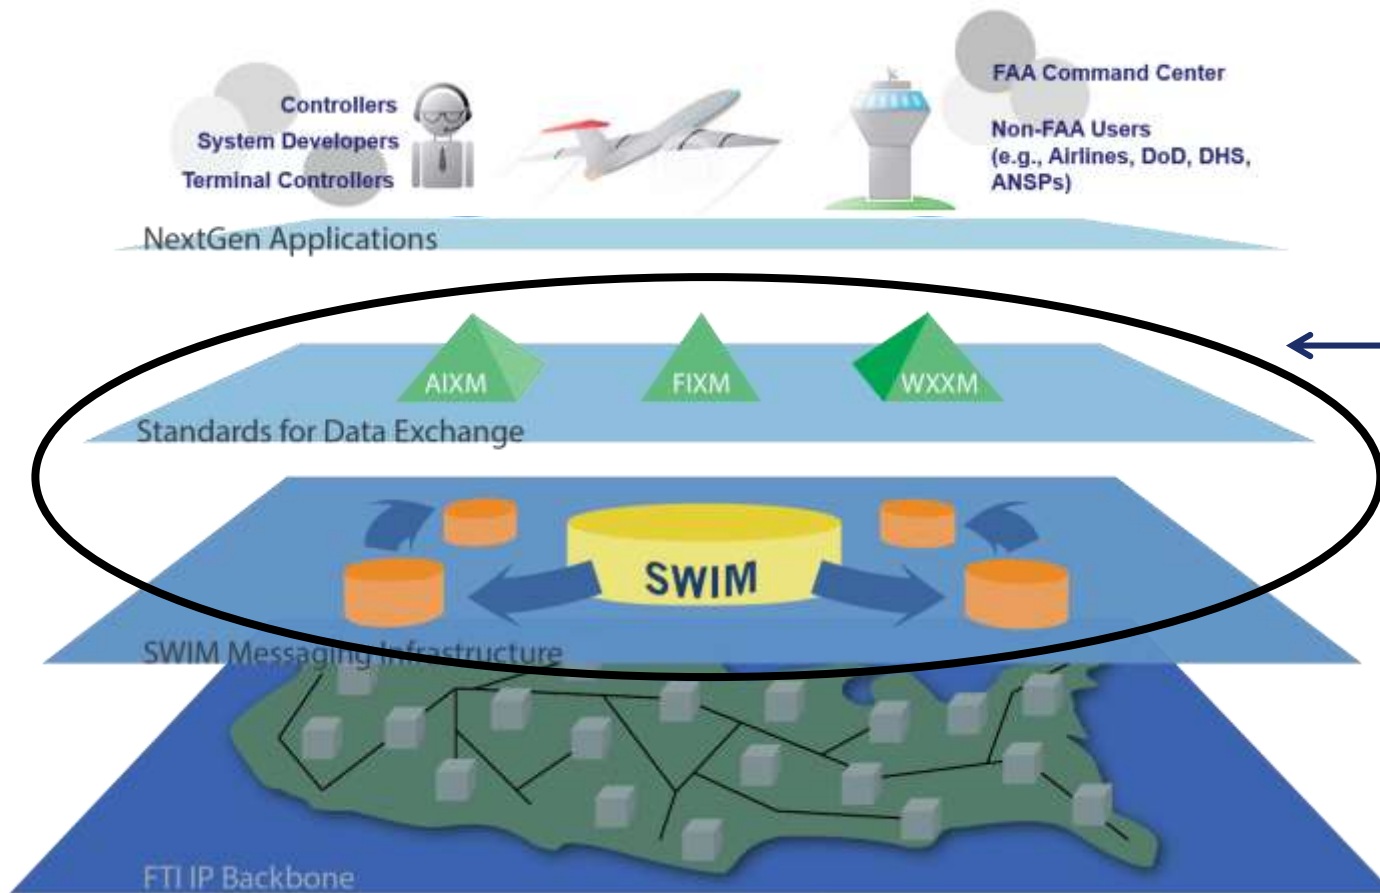 Controllers
System Developers
Terminal Controllers
FAA Command Center
Non-FAA Users
(e.g., Airlines, DoD, DHS,
ANSPs)
NextGen Applications
AIXM
FIXM
WXXM
Standards for Data Exchange
SWIM
SWIM Messaging Infrastructure
FTI IP Backbone